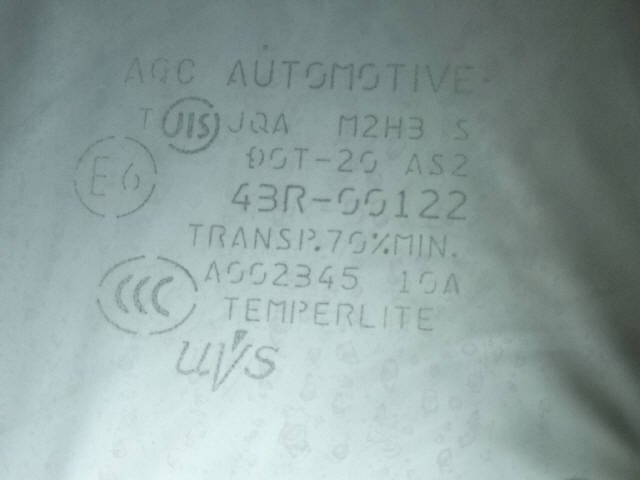 AGC AUTOMOTIVE
T JIS JQA M2H3 S
DOT-20 AS2
E6 43R-00122
TRANSP.70%MIN.
CCC A002345 10A
TEMPERLITE
UVS